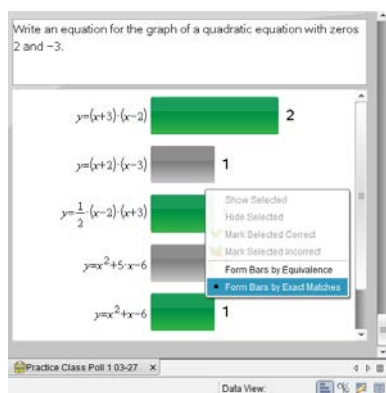 Write an equation for the graph of a quadratic equation with zeros
2 and −3.
y=(x+3)·(x−2)
2
y=(x+2)·(x−3)
1
y=1/2·(x−2)·(x+3)
Show Selected
Hide Selected
Mark Selected Correct
Mark Selected Incorrect
y=x²+5·x−6
Form Bars by Equivalence
Form Bars by Exact Matches
y=x²+x−6
1
Practice Class Poll 1 03-27 ×
Data View: